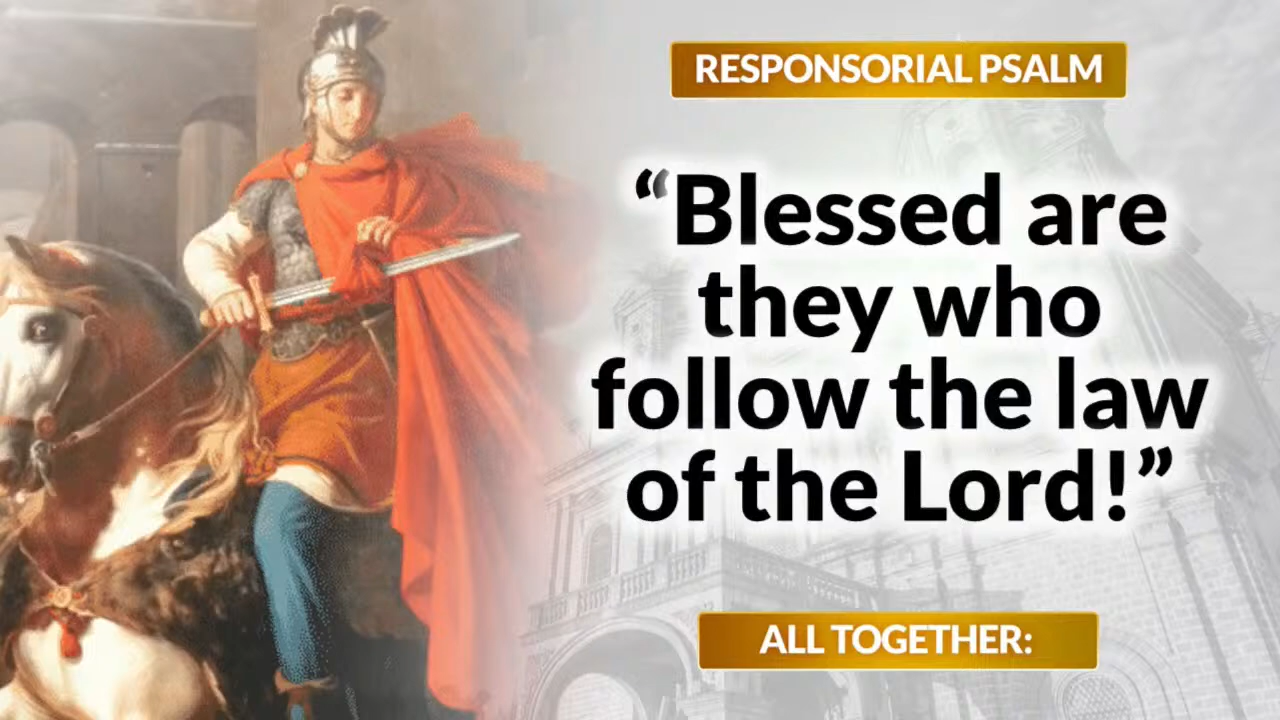 RESPONSORIAL PSALM
“Blessed are
they who
follow the law
of the Lord!”
ALL TOGETHER: